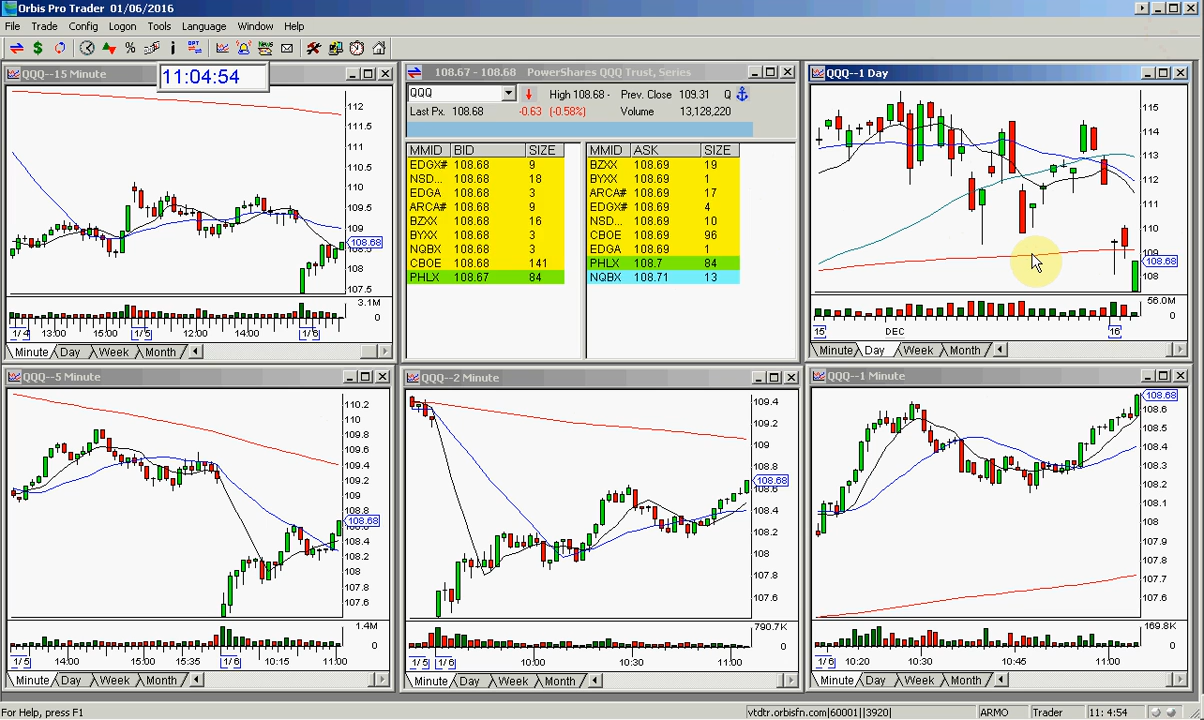 Orbis Pro Trader 01/06/2016
File Trade Config Logon Tools Language Window Help
QQQ--15 Minute
11:04:54
112
111.5
111
110.5
110
109.5
109
108.68
108.5
107.5
3.1M
0
1/4 13:00 15:00 1/5 12:00 14:00 1/6
Minute Day Week Month
108.67 - 108.68 PowerShares QQQ Trust, Series
QQQ High 108.68 - Prev. Close 109.31 Q
Last Px. 108.68 -0.63 (-0.58%) Volume 13,128,220
MMID BID SIZE
EDGX# 108.68 9
NSD... 108.68 18
EDGA 108.68 3
ARCA# 108.68 9
BZXX 108.68 16
BYXX 108.68 3
NQBX 108.68 3
CBOE 108.68 141
PHLX 108.67 84
MMID ASK SIZE
BZXX 108.69 19
BYXX 108.69 1
ARCA# 108.69 17
EDGX# 108.69 4
NSD... 108.69 10
CBOE 108.69 96
EDGA 108.69 1
PHLX 108.7 84
NQBX 108.71 13
QQQ--1 Day
115
114
113
112
110
109
108.68
108
56.0M
0
15 DEC 16
Minute Day Week Month
QQQ--5 Minute
110.2
109.8
109.6
109.4
109.2
109
108.8
108.68
108.4
108.2
108
107.8
107.6
1.4M
0
1/5 14:00 15:00 15:35 1/6 10:15 11:00
Minute Day Week Month
QQQ--2 Minute
109.4
109.2
109
108.8
108.68
108.6
108.4
108.2
108
107.8
107.6
790.7K
0
1/5 1/6 10:00 10:30 11:00
Minute Day Week Month
QQQ--1 Minute
108.68
108.6
108.5
108.4
108.3
108.2
108.1
108
107.9
107.8
107.7
107.6
169.8K
0
1/6 10:20 10:30 10:45 11:00
Minute Day Week Month
For Help, press F1
vtdtr.orbisfn.com|60001||3920| ARMO Trader 11: 4:54